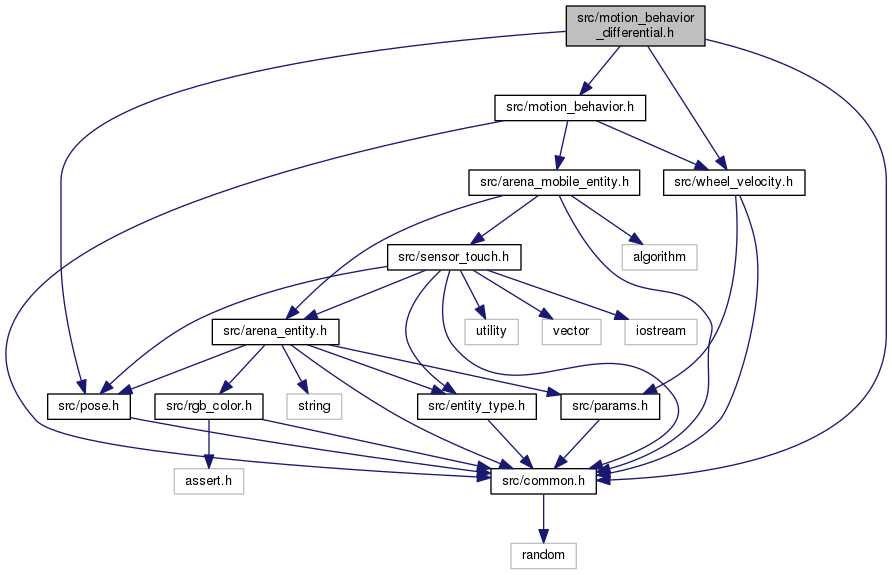 src/motion_behavior
_differential.h
src/motion_behavior.h
src/arena_mobile_entity.h
src/wheel_velocity.h
src/sensor_touch.h
algorithm
src/arena_entity.h
utility
vector
iostream
src/pose.h
src/rgb_color.h
string
src/entity_type.h
src/params.h
assert.h
src/common.h
random